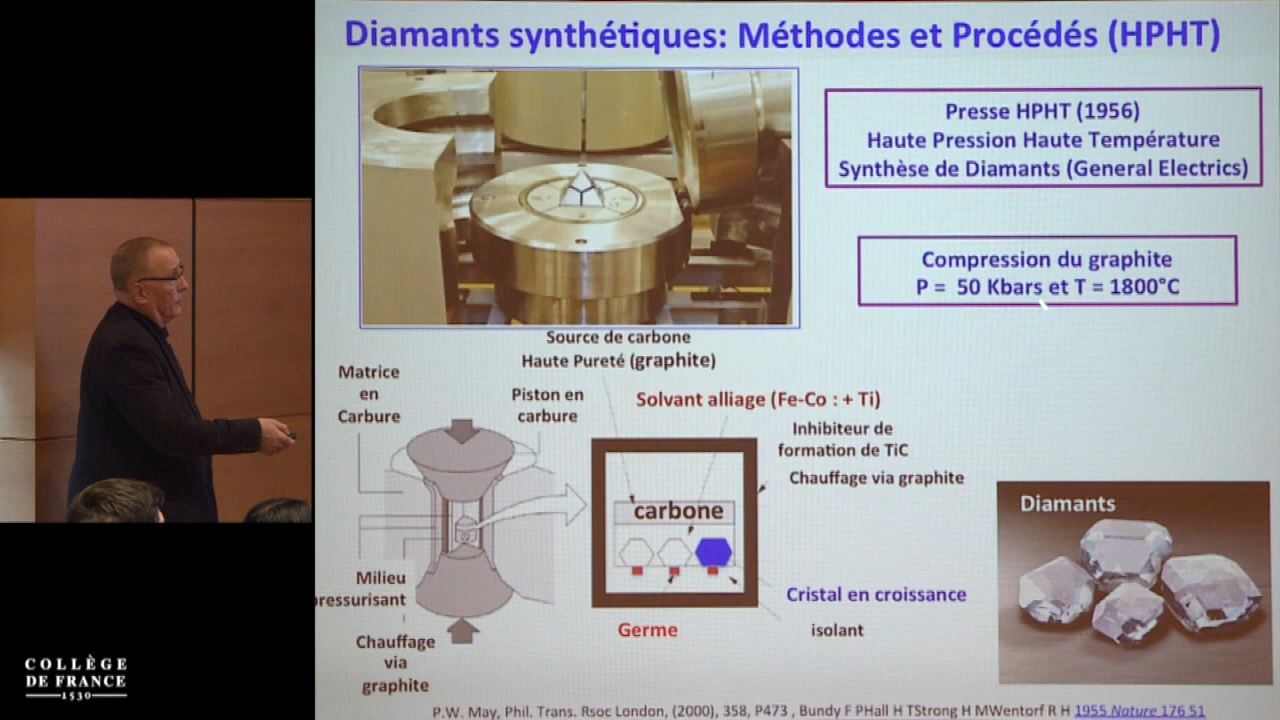 Diamants synthétiques: Méthodes et Procédés (HPHT)
Presse HPHT (1956)
Haute Pression Haute Température
Synthèse de Diamants (General Electrics)
Compression du graphite
P = 50 Kbars et T = 1800°C
Source de carbone
Haute Pureté (graphite)
Matrice
en
Carbure
Piston en
carbure
Solvant alliage (Fe-Co : + Ti)
Inhibiteur de
formation de TiC
Chauffage via graphite
carbone
Diamants
Milieu
pressurisant
Cristal en croissance
Germe
isolant
Chauffage
via
graphite
COLLÈGE
DE FRANCE
1530
P.W. May, Phil. Trans. Rsoc London, (2000), 358, P473 , Bundy F PHall H TStrong H MWentorf R H 1955 Nature 176 51